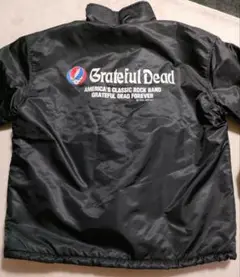 Grateful Dead
AMERICA'S CLASSIC ROCK BAND
GRATEFUL DEAD FOREVER